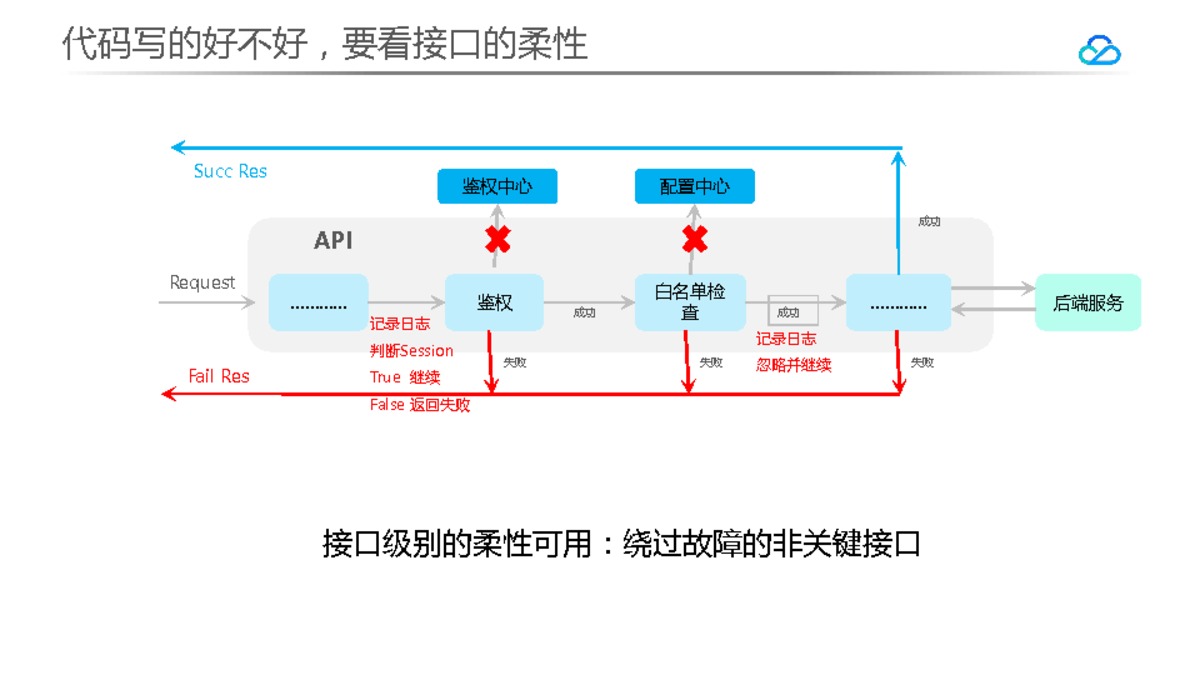 代码写的好不好，要看接口的柔性
Succ Res
鉴权中心
配置中心
成功
API
Request
…………
鉴权
成功
白名单检
查
成功
…………
后端服务
记录日志
判断Session
True 继续
False 返回失败
失败
失败
记录日志
忽略并继续
失败
Fail Res
接口级别的柔性可用：绕过故障的非关键接口